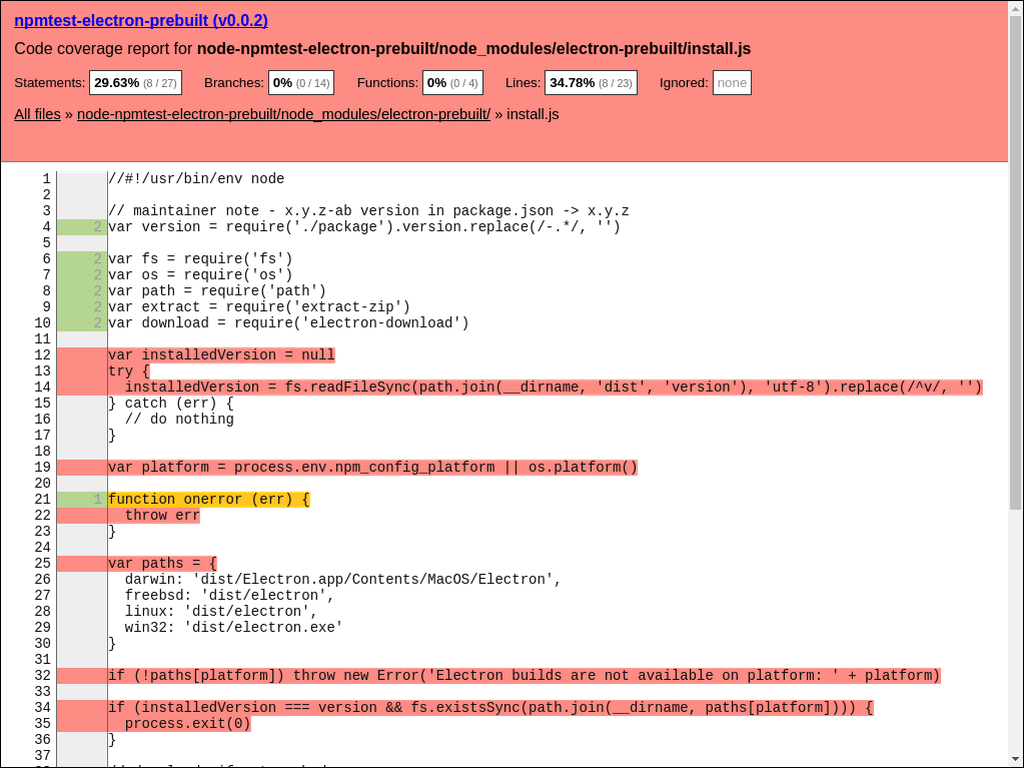 npmtest-electron-prebuilt (v0.0.2)
Code coverage report for node-npmtest-electron-prebuilt/node_modules/electron-prebuilt/install.js
Statements: 29.63% (8 / 27) Branches: 0% (0 / 14) Functions: 0% (0 / 4) Lines: 34.78% (8 / 23) Ignored: none
All files » node-npmtest-electron-prebuilt/node_modules/electron-prebuilt/ » install.js
1 //#!/usr/bin/env node
2
3 // maintainer note - x.y.z-ab version in package.json -> x.y.z
4 2 var version = require('./package').version.replace(/-.*/, '')
5
6 2 var fs = require('fs')
7 2 var os = require('os')
8 2 var path = require('path')
9 2 var extract = require('extract-zip')
10 2 var download = require('electron-download')
11
12 var installedVersion = null
13 try {
14   installedVersion = fs.readFileSync(path.join(__dirname, 'dist', 'version'), 'utf-8').replace(/^v/, '')
15 } catch (err) {
16   // do nothing
17 }
18
19 var platform = process.env.npm_config_platform || os.platform()
20
21 1 function onerror (err) {
22   throw err
23 }
24
25 var paths = {
26   darwin: 'dist/Electron.app/Contents/MacOS/Electron',
27   freebsd: 'dist/electron',
28   linux: 'dist/electron',
29   win32: 'dist/electron.exe'
30 }
31
32 if (!paths[platform]) throw new Error('Electron builds are not available on platform: ' + platform)
33
34 if (installedVersion === version && fs.existsSync(path.join(__dirname, paths[platform]))) {
35   process.exit(0)
36 }
37